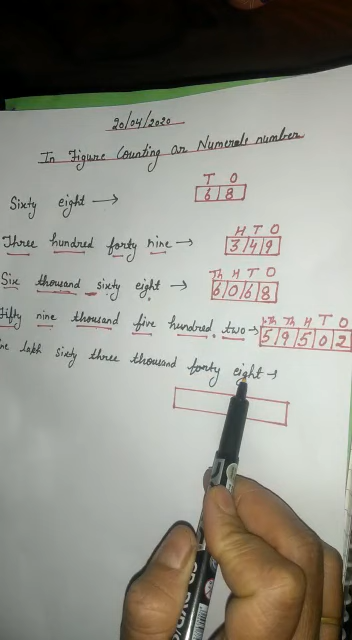 20/04/2020
In Figure Counting or Numerals number
T O
Sixty eight → 6 8
H T O
Three hundred forty nine → 3 4 9
Th H T O
Six thousand sixty eight → 6 0 6 8
Th H T O
Fifty nine thousand five hundred two → 5 9 5 0 2
lakh sixty three thousand forty eight →